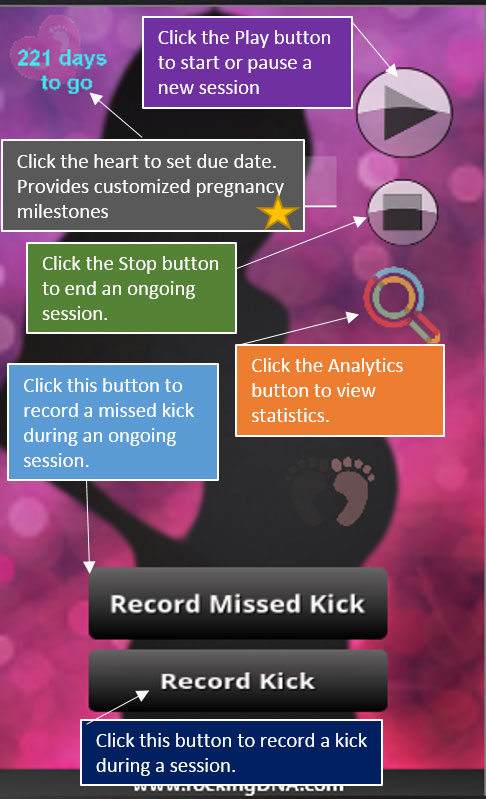 221 days
to go
Click the Play button
to start or pause a
new session
Click the heart to set due date.
Provides customized pregnancy
milestones
Click the Stop button
to end an ongoing
session.
Click the Analytics
button to view
statistics.
Click this button to
record a missed kick
during an ongoing
session.
Record Missed Kick
Record Kick
Click this button to record a kick
during a session.
www.rockingDNA.com